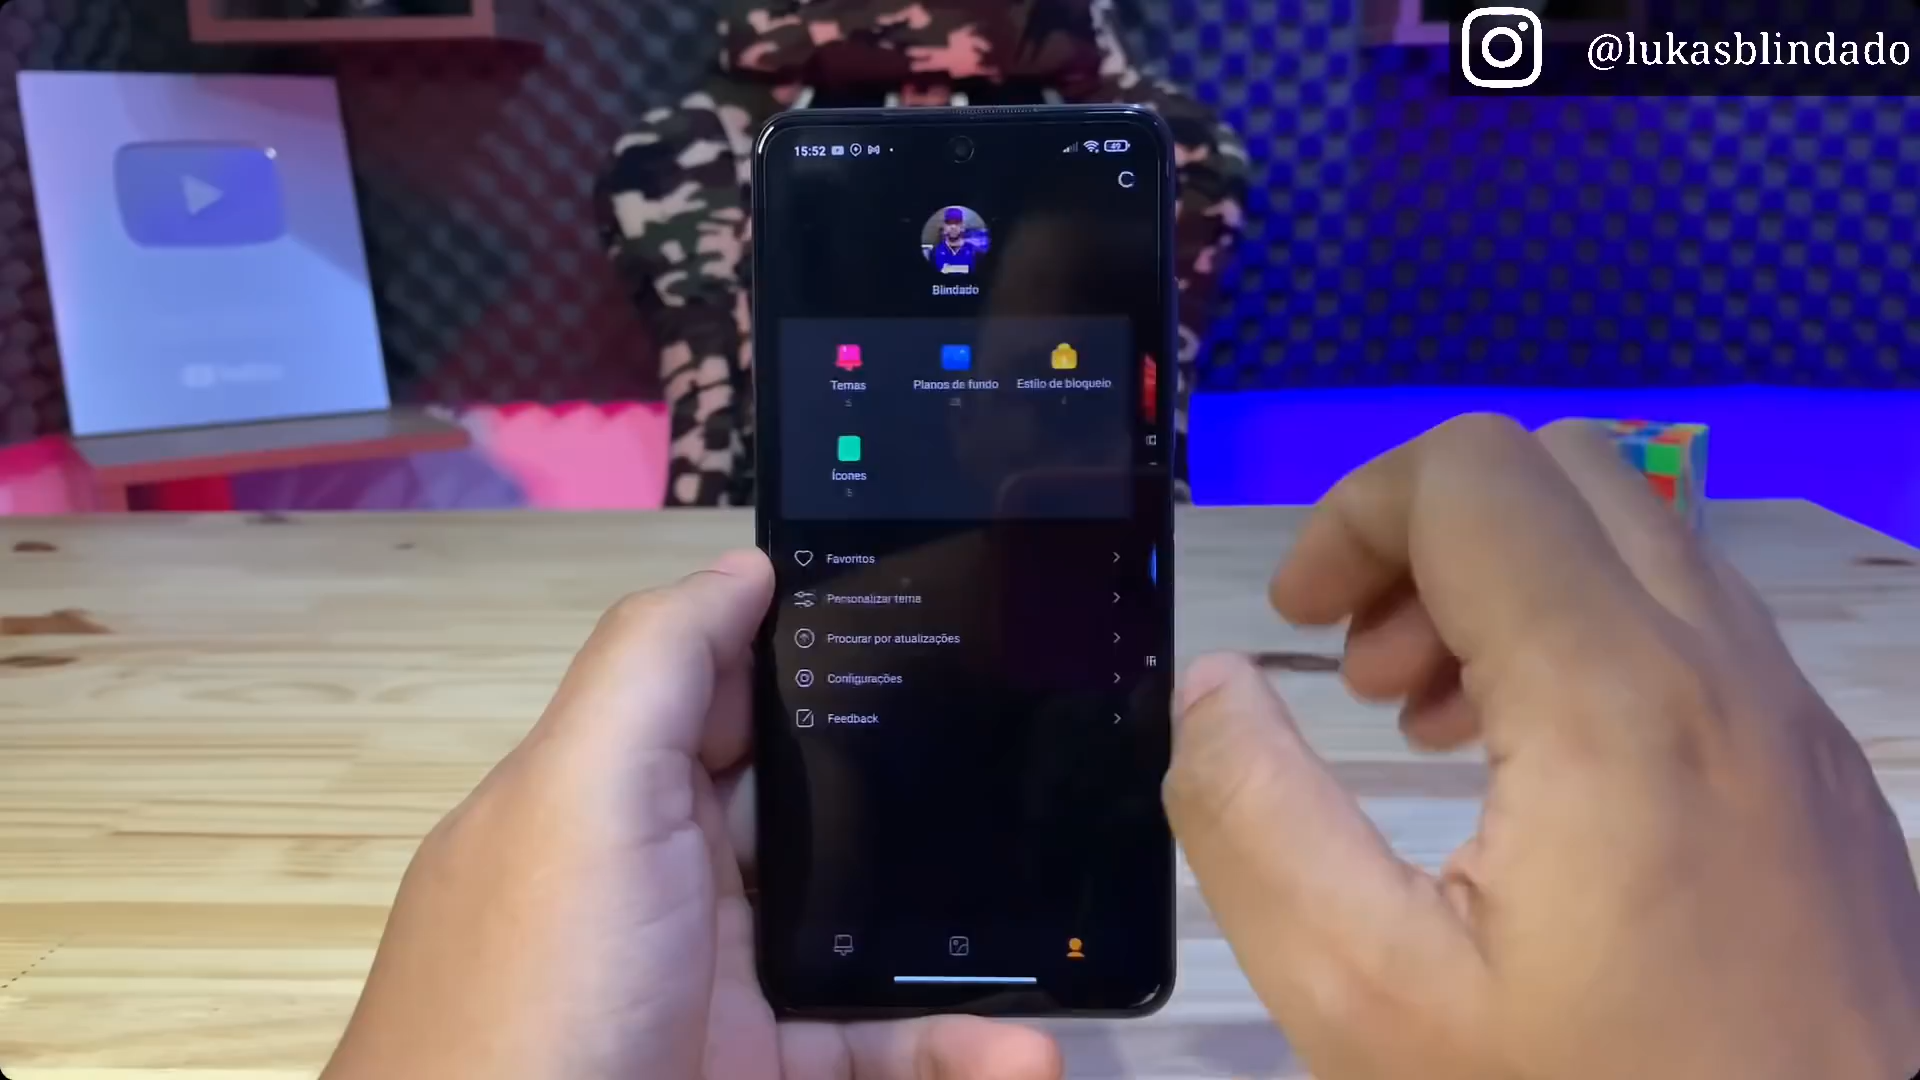 @lukasblindado
15:52
49
Blindado
Temas
Planos de fundo
Estilo de bloqueio
Ícones
Favoritos
Personalizar tema
Procurar por atualizações
Configurações
Feedback